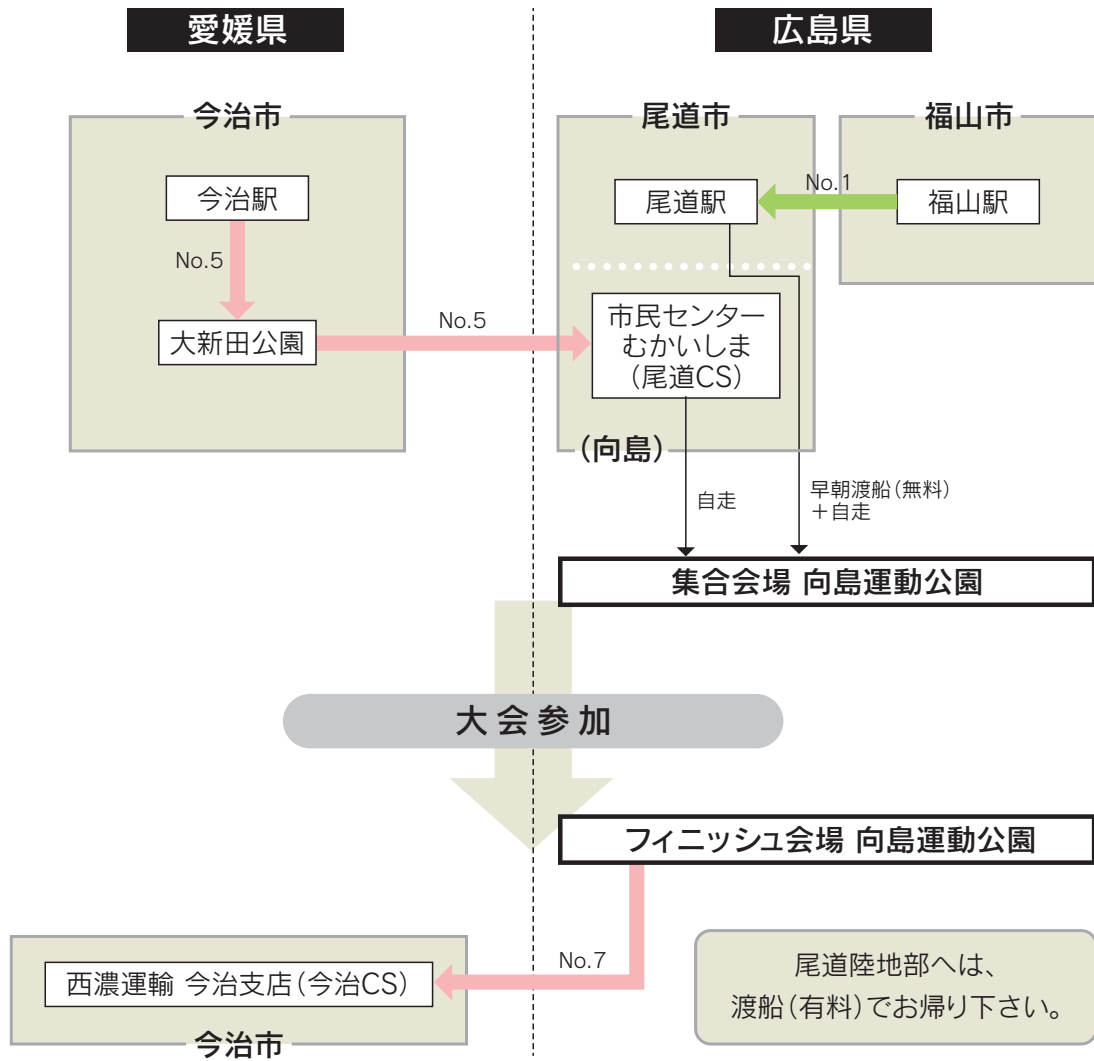 愛媛県
広島県
今治市
尾道市
福山市
今治駅
尾道駅
No.1
福山駅
No.5
大新田公園
No.5
市民センター
むかいしま
(尾道CS)
(向島)
自走
早朝渡船(無料)
+自走
集合会場 向島運動公園
大会参加
フィニッシュ会場 向島運動公園
No.7
西濃運輸 今治支店(今治CS)
今治市
尾道陸地部へは、
渡船(有料)でお帰り下さい。